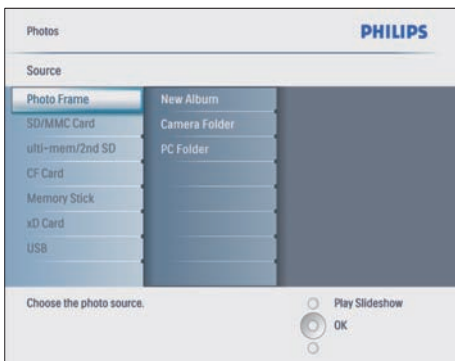 Photos
PHILIPS
Source
Photo Frame
New Album
SD/MMC Card
Camera Folder
ulti-mem/2nd SD
PC Folder
CF Card
Memory Stick
xD Card
USB
Choose the photo source.
Play Slideshow
OK